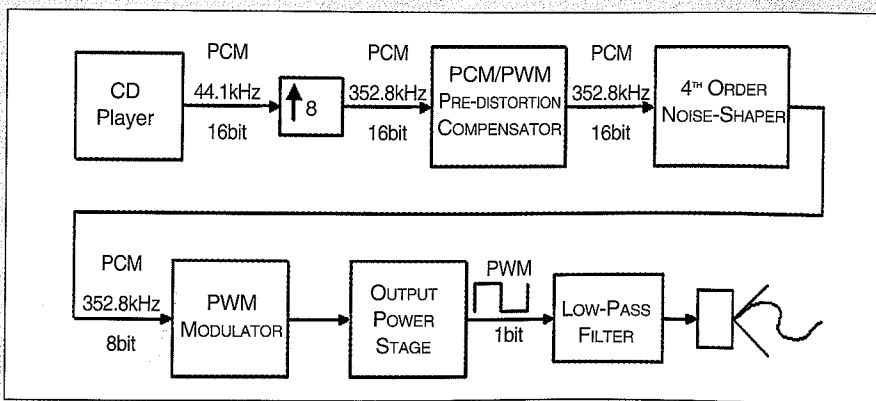 CD
Player
PCM
44.1kHz
16bit
8
PCM
352.8kHz
16bit
PCM/PWM
PRE-DISTORTION
COMPENSATOR
PCM
352.8kHz
16bit
4TH ORDER
NOISE-SHAPER
PCM
352.8kHz
8bit
PWM
MODULATOR
OUTPUT
POWER
STAGE
PWM
1bit
LOW-PASS
FILTER